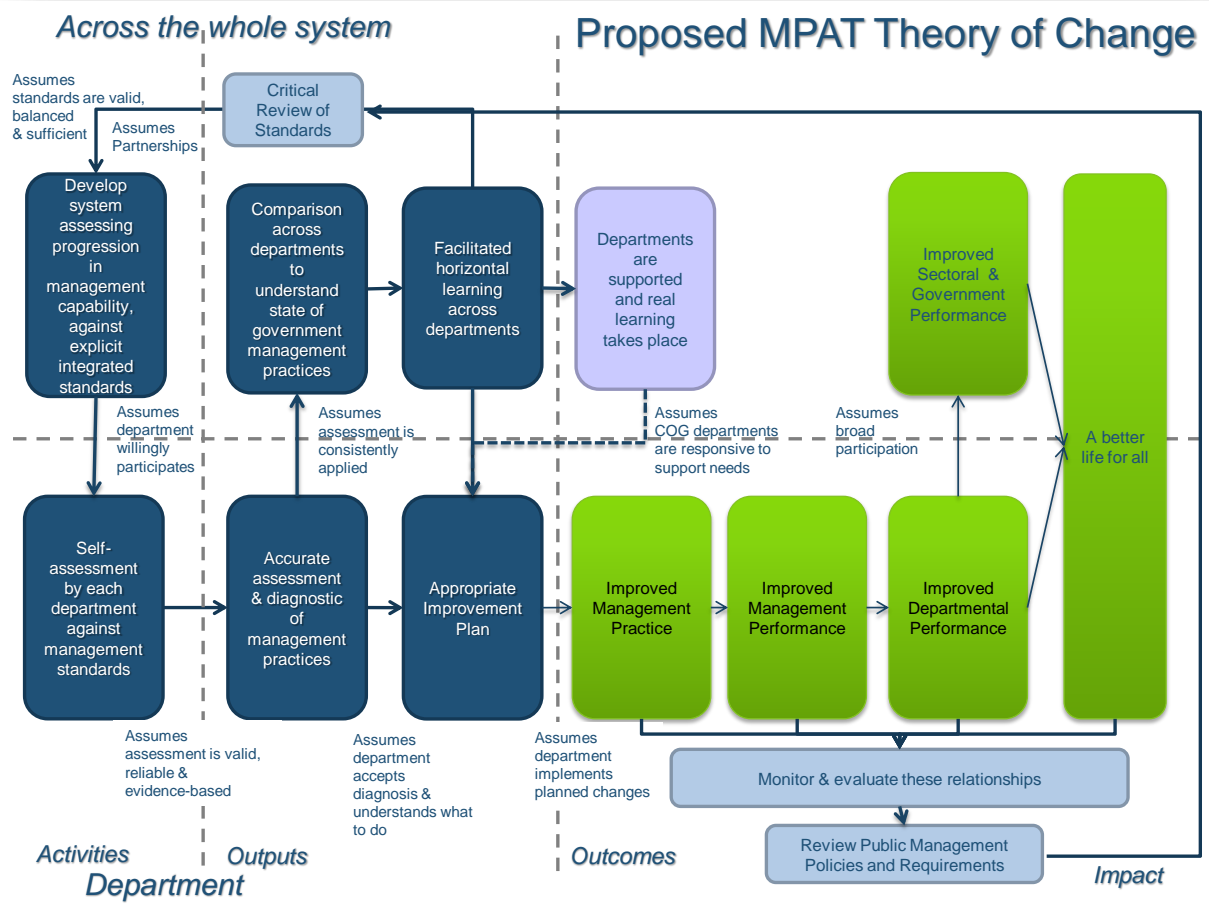 Across the whole system
Proposed MPAT Theory of Change
Assumes
standards are valid,
balanced
& sufficient
Assumes
Partnerships
Critical
Review of
Standards
Develop
system
assessing
progression
in
management
capability,
against
explicit
integrated
standards
Comparison
across
departments
to
understand
state of
government
management
practices
Facilitated
horizontal
learning
across
departments
Departments
are
supported
and real
learning
takes place
Improved
Sectoral &
Government
Performance
A better
life for all
Assumes
department
willingly
participates
Assumes
assessment is
consistently
applied
Assumes
COG departments
are responsive to
support needs
Assumes
broad
participation
Self-
assessment
by each
department
against
management
standards
Accurate
assessment
& diagnostic
of
management
practices
Appropriate
Improvement
Plan
Improved
Management
Practice
Improved
Management
Performance
Improved
Departmental
Performance
Assumes
assessment is valid,
reliable &
evidence-based
Assumes
department
accepts
diagnosis &
understands what
to do
Assumes
department
implements
planned changes
Monitor & evaluate these relationships
Review Public Management
Policies and Requirements
Activities
Outputs
Outcomes
Impact
Department